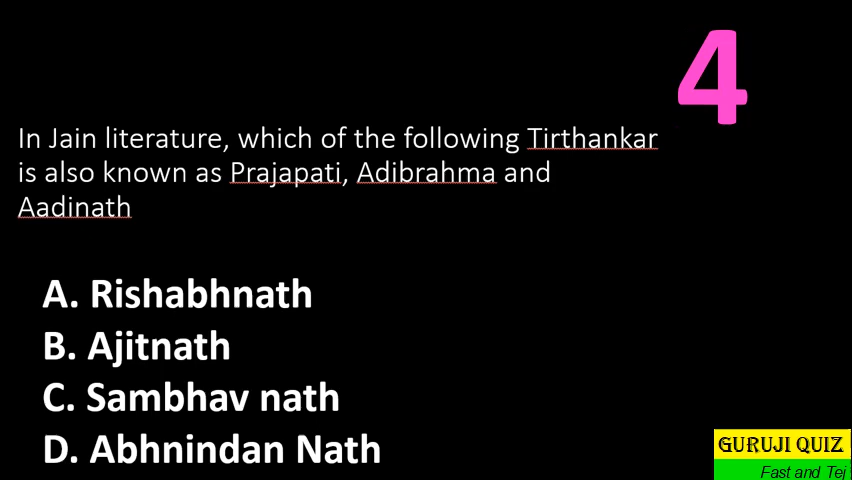 4
In Jain literature, which of the following Tirthankar
is also known as Prajapati, Adibrahma and
Aadinath
A. Rishabhnath
B. Ajitnath
C. Sambhav nath
D. Abhnindan Nath
GURUJI QUIZ
Fast and Tej